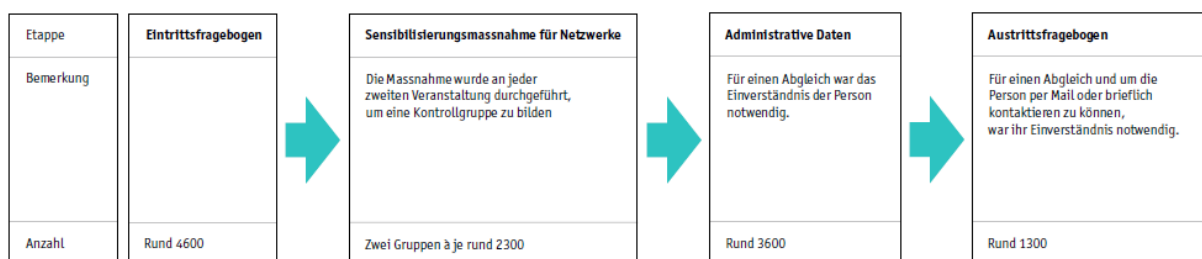 Etappe
Eintrittsfragebogen
Sensibilisierungsmassnahme für Netzwerke
Administrative Daten
Austrittsfragebogen
Bemerkung
Die Massnahme wurde an jeder
zweiten Veranstaltung durchgeführt,
um eine Kontrollgruppe zu bilden
Für einen Abgleich war das
Einverständnis der Person
notwendig.
Für einen Abgleich und um die
Person per Mail oder brieflich
kontaktieren zu können,
war ihr Einverständnis notwendig.
Anzahl
Rund 4600
Zwei Gruppen à je rund 2300
Rund 3600
Rund 1300